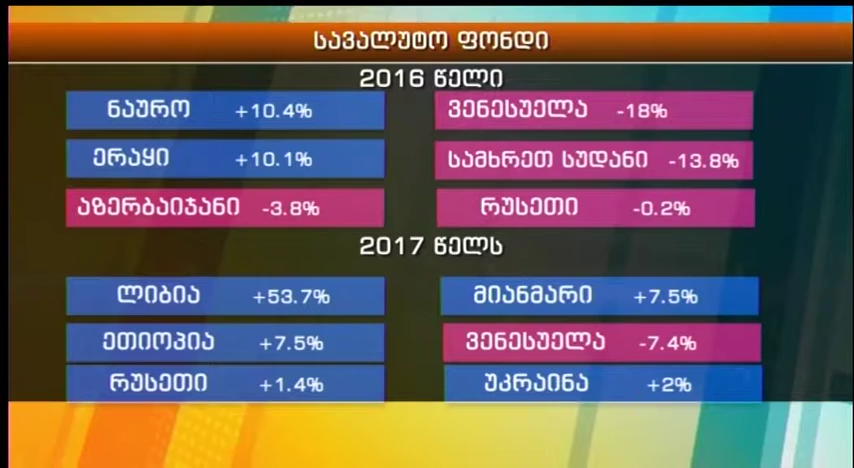 სავალუტო ფონდი
2016 წელი
ნაურო +10.4% ვენესუელა -18%
ერაყი +10.1% სამხრეთ სუდანი -13.8%
აზერბაიჯანი -3.8% რუსეთი -0.2%
2017 წელს
ლიბია +53.7% მიანმარი +7.5%
ეთიოპია +7.5% ვენესუელა -7.4%
რუსეთი +1.4% უკრაინა +2%